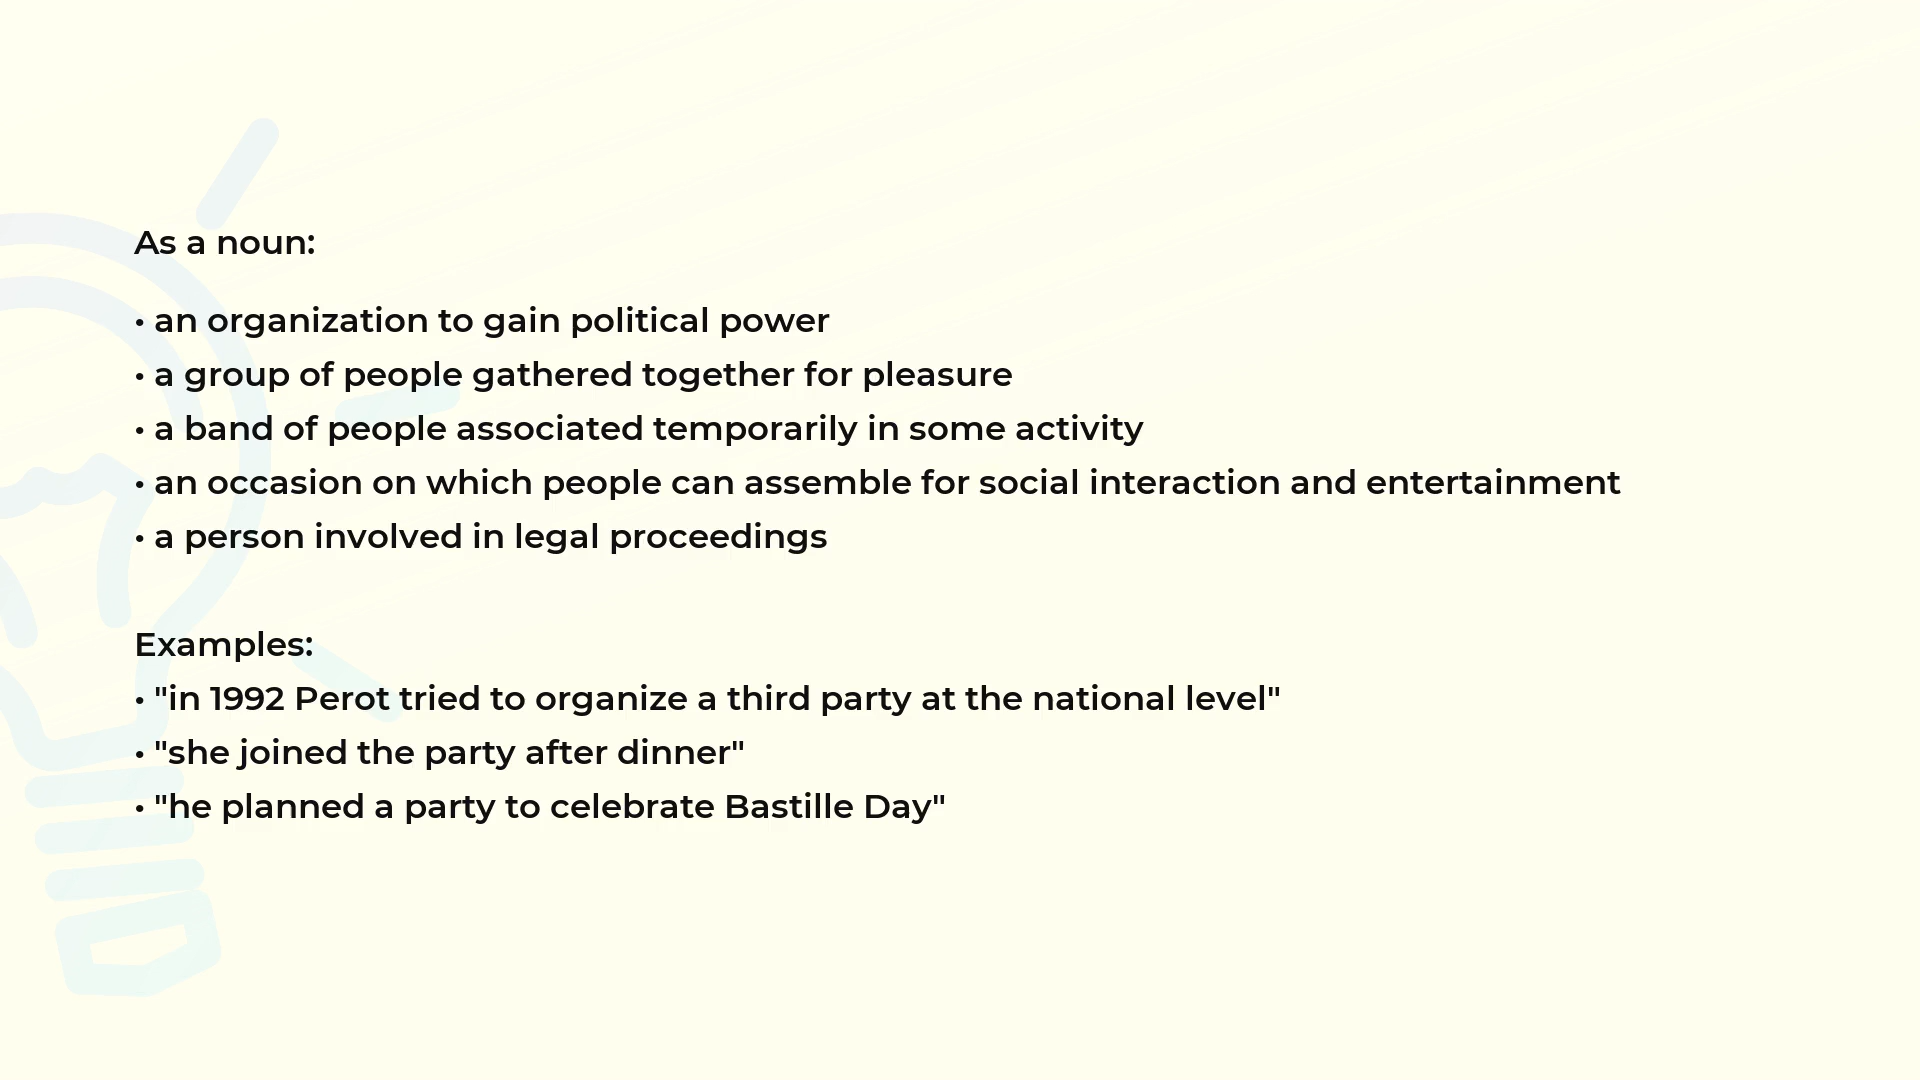 As a noun:
• an organization to gain political power
• a group of people gathered together for pleasure
• a band of people associated temporarily in some activity
• an occasion on which people can assemble for social interaction and entertainment
• a person involved in legal proceedings
Examples:
• "in 1992 Perot tried to organize a third party at the national level"
• "she joined the party after dinner"
• "he planned a party to celebrate Bastille Day"